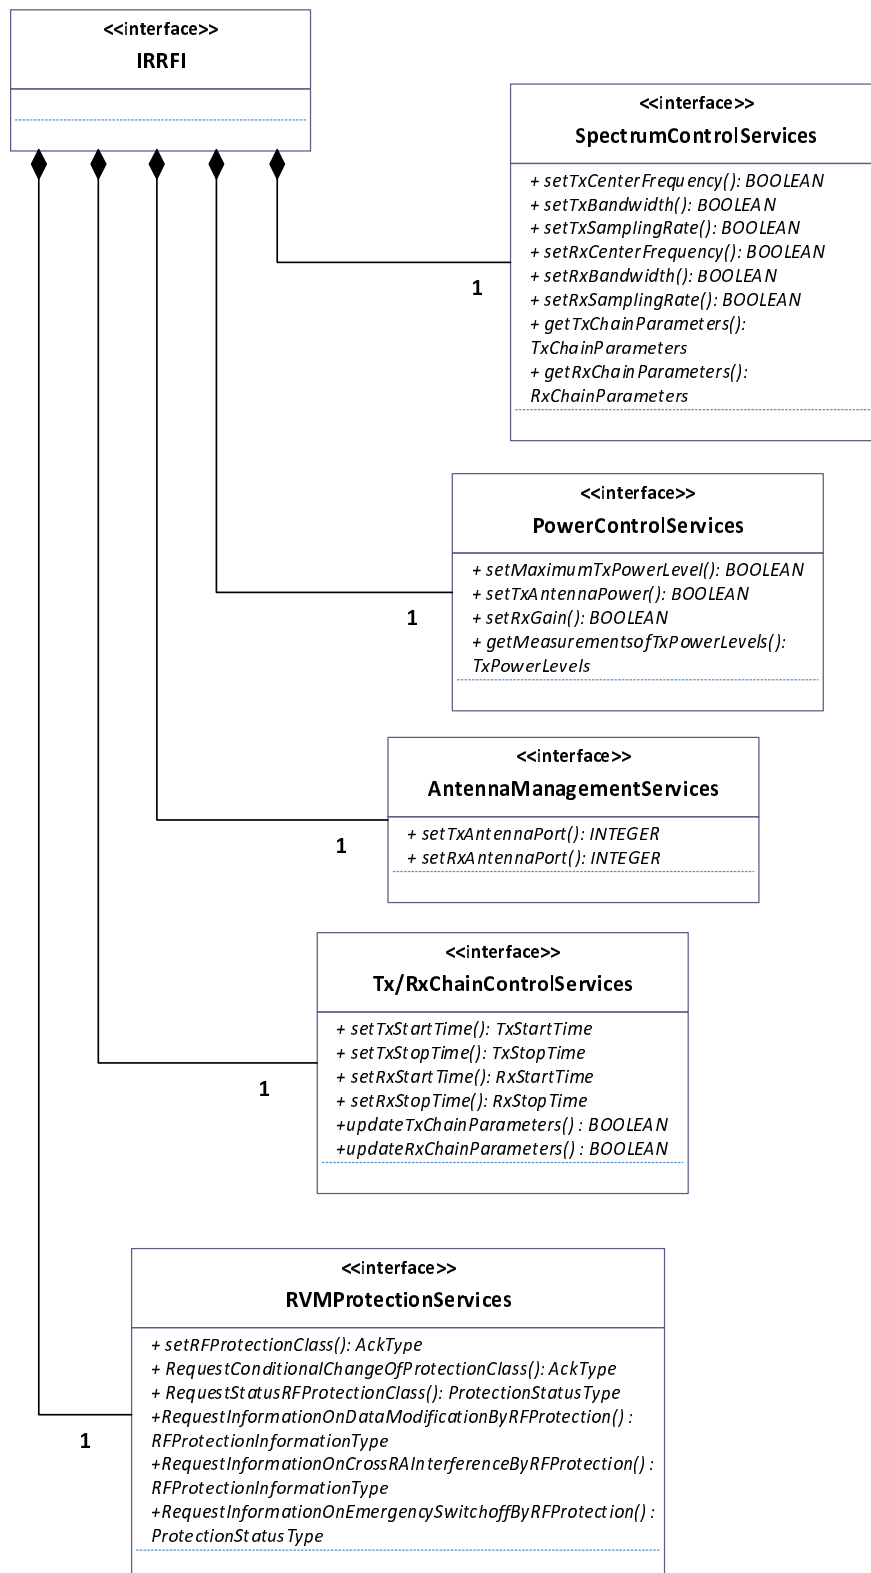 <<interface>>
IRRFI
<<interface>>
SpectrumControlServices
+ setTxCenterFrequency(): BOOLEAN
+ setTxBandwidth(): BOOLEAN
+ setTxSamplingRate(): BOOLEAN
+ setRxCenterFrequency(): BOOLEAN
+ setRxBandwidth(): BOOLEAN
+ setRxSamplingRate(): BOOLEAN
+ getTxChainParameters():
TxChainParameters
+ getRxChainParameters():
RxChainParameters
1
<<interface>>
PowerControlServices
+ setMaximumTxPowerLevel(): BOOLEAN
+ setTxAntennaPower(): BOOLEAN
+ setRxGain(): BOOLEAN
+ getMeasurementsofTxPowerLevels():
TxPowerLevels
1
<<interface>>
AntennaManagementServices
+ setTxAntennaPort(): INTEGER
+ setRxAntennaPort(): INTEGER
1
<<interface>>
Tx/RxChainControlServices
+ setTxStartTime(): TxStartTime
+ setTxStopTime(): TxStopTime
+ setRxStartTime(): RxStartTime
+ setRxStopTime(): RxStopTime
+updateTxChainParameters() : BOOLEAN
+updateRxChainParameters() : BOOLEAN
1
<<interface>>
RVMProtectionServices
+ setRFProtectionClass(): AckType
+ RequestConditionalChangeOfProtectionClass(): AckType
+ RequestStatusRFProtectionClass(): ProtectionStatusType
+RequestInformationOnDataModificationByRFProtection() :
RFProtectionInformationType
+RequestInformationOnCrossRAInterferenceByRFProtection() :
RFProtectionInformationType
+RequestInformationOnEmergencySwitchoffByRFProtection() :
ProtectionStatusType
1